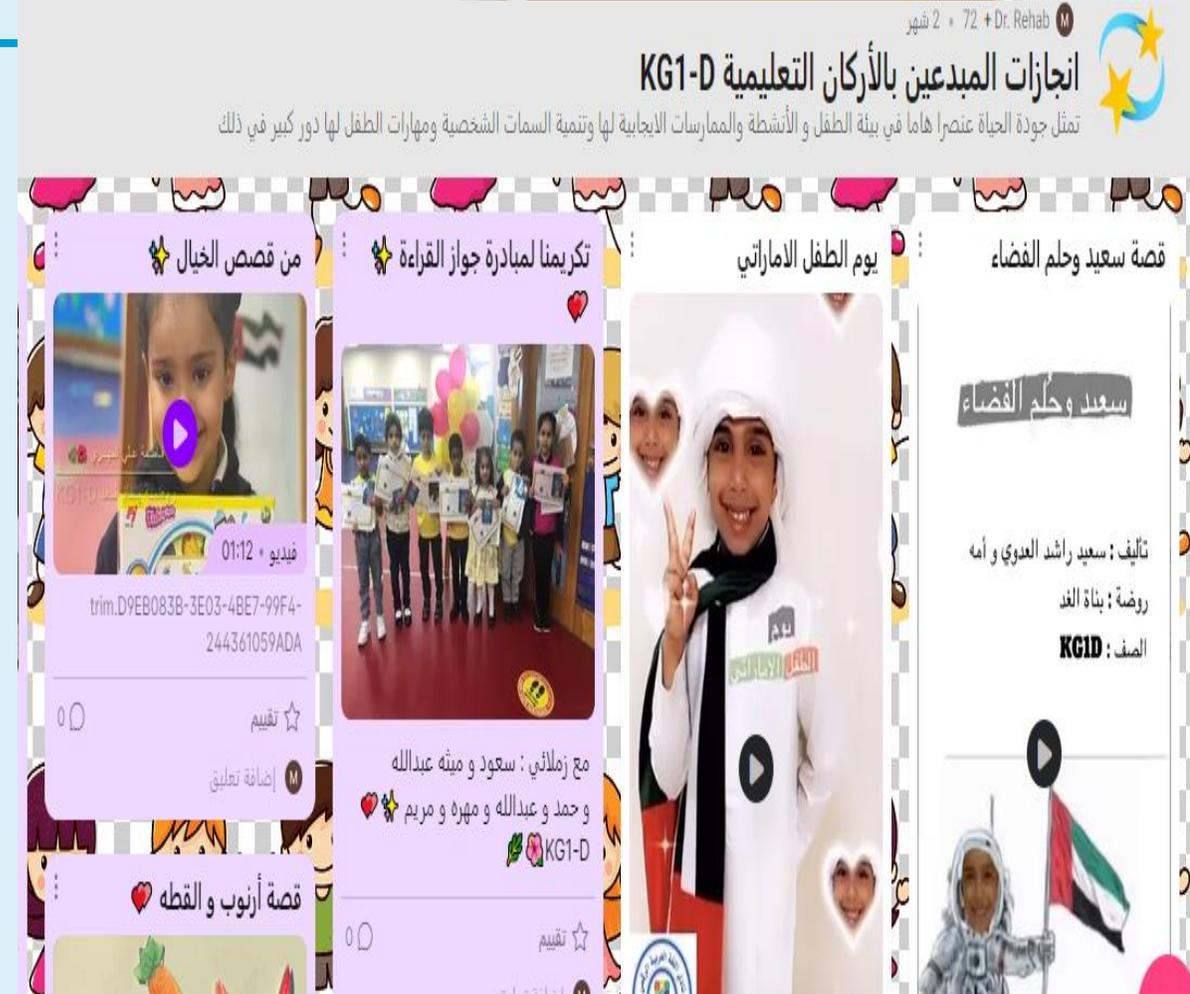 Dr. Rehab + 72 • 2 شهر
M
انجازات المبدعين بالأركان التعليمية KG1-D
تمثل جودة الحياة عنصرا هاما في بيئة الطفل و الأنشطة والممارسات الايجابية لها وتنمية السمات الشخصية ومهارات الطفل لها دور كبير في ذلك
قصة سعيد وحلم الفضاء
سعيد وحلم الفضاء
تأليف : سعيد راشد العدوي و أمه
روضة : بناة الغد
الصف : KG1D
يوم الطفل الاماراتي
يوم
الطفل الإماراتي
تكريمنا لمبادرة جواز القراءة ✨
💕
مع زملائي : سعود و ميثه عبدالله
و حمد و عبدالله و مهره و مريم ✨💕
KG1-D🌺🌿
تقييم
0
من قصص الخيال ✨
KG1-D
فيديو • 01:12
trim.D9EB083B-3E03-4BE7-99F4-
244361059ADA
تقييم
0
M إضافة تعليق
قصة أرنوب و القطه 💕